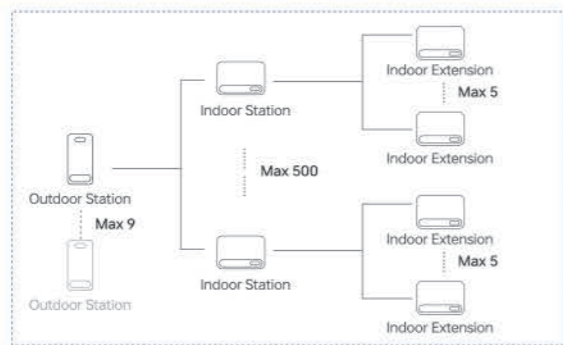 Indoor Extension
Max 5
Indoor Station
Indoor Extension
Max 500
Outdoor Station
Max 9
Indoor Extension
Max 5
Indoor Station
Outdoor Station
Indoor Extension